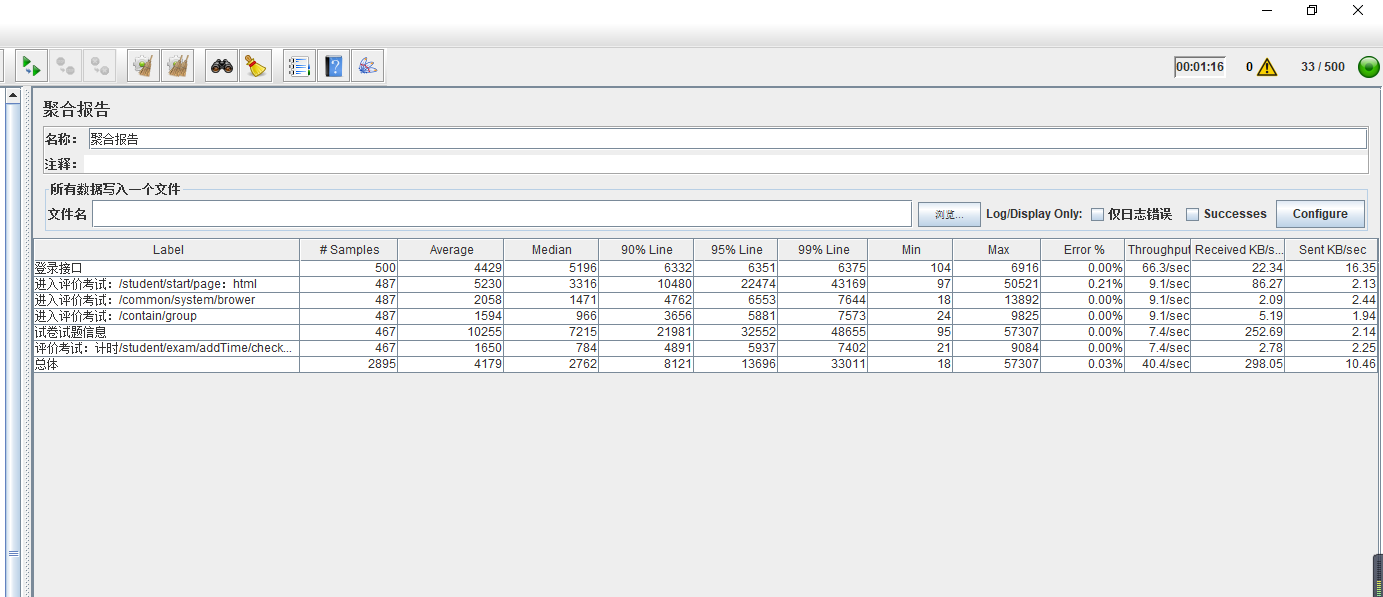 00:01:16 0 33 / 500
聚合报告
名称： 聚合报告
注释：
所有数据写入一个文件
文件名 浏览... Log/Display Only: 仅日志错误 Successes Configure
Label # Samples Average Median 90% Line 95% Line 99% Line Min Max Error % Throughput Received KB/s... Sent KB/sec
登录接口 500 4429 5196 6332 6351 6375 104 6916 0.00% 66.3/sec 22.34 16.35
进入评价考试：/student/start/page：html 487 5230 3316 10480 22474 43169 97 50521 0.21% 9.1/sec 86.27 2.13
进入评价考试：/common/system/brower 487 2058 1471 4762 6553 7644 18 13892 0.00% 9.1/sec 2.09 2.44
进入评价考试：/contain/group 487 1594 966 3656 5881 7573 24 9825 0.00% 9.1/sec 5.19 1.94
试卷试题信息 467 10255 7215 21981 32552 48655 95 57307 0.00% 7.4/sec 252.69 2.14
评价考试：计时/student/exam/addTime/check... 467 1650 784 4891 5937 7402 21 9084 0.00% 7.4/sec 2.78 2.25
总体 2895 4179 2762 8121 13696 33011 18 57307 0.03% 40.4/sec 298.05 10.46